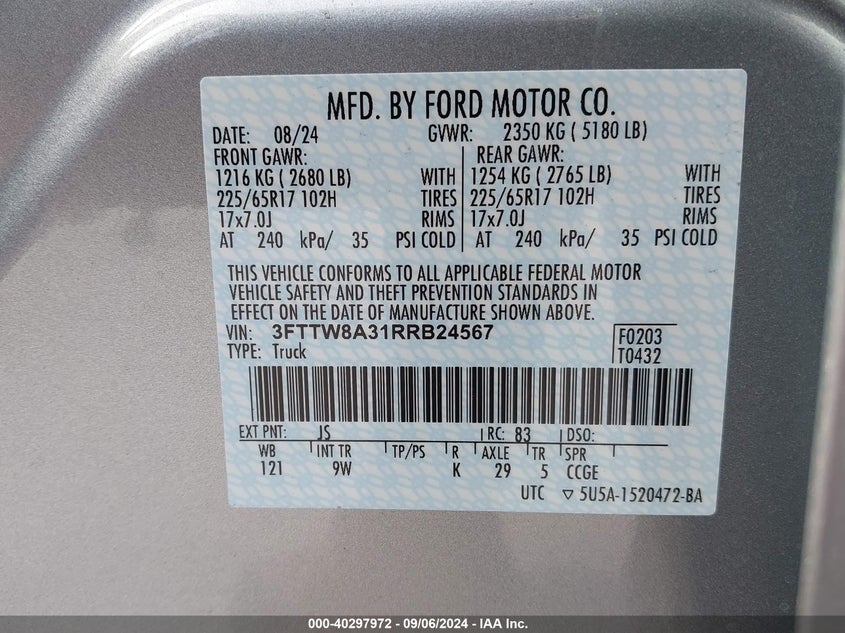 MFD. BY FORD MOTOR CO.
DATE: 08/24 GVWR: 2350 KG ( 5180 LB)
FRONT GAWR: REAR GAWR:
1216 KG ( 2680 LB) WITH 1254 KG ( 2765 LB) WITH
225/65R17 102H TIRES 225/65R17 102H TIRES
17x7.0J RIMS 17x7.0J RIMS
AT 240 kPa/ 35 PSI COLD AT 240 kPa/ 35 PSI COLD
THIS VEHICLE CONFORMS TO ALL APPLICABLE FEDERAL MOTOR
VEHICLE SAFETY AND THEFT PREVENTION STANDARDS IN
EFFECT ON THE DATE OF MANUFACTURE SHOWN ABOVE.
VIN: 3FTTW8A31RRB24567 F0203
TYPE: Truck T0432
EXT PNT: JS RC: 83 DSO:
WB INT TR TP/PS R AXLE TR SPR
121 9W K 29 5 CCGE
UTC ▽ 5U5A-1520472-BA
000-40297972 - 09/06/2024 - IAA Inc.